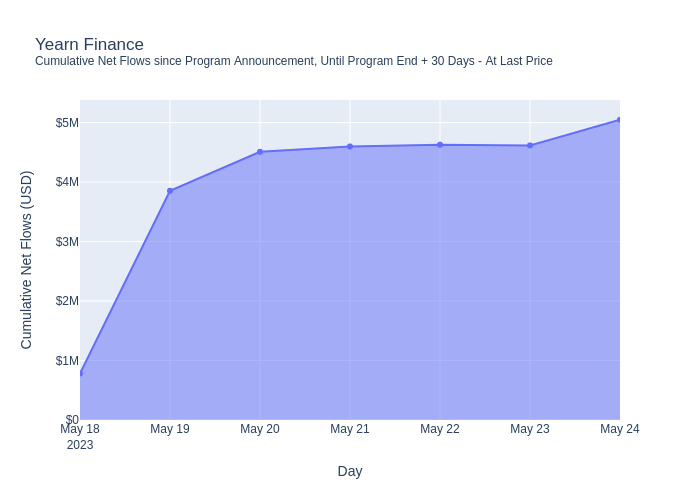 Yearn Finance
Cumulative Net Flows since Program Announcement, Until Program End + 30 Days - At Last Price
Cumulative Net Flows (USD)
$5M
$4M
$3M
$2M
$1M
$0
May 18 May 19 May 20 May 21 May 22 May 23 May 24
2023
Day